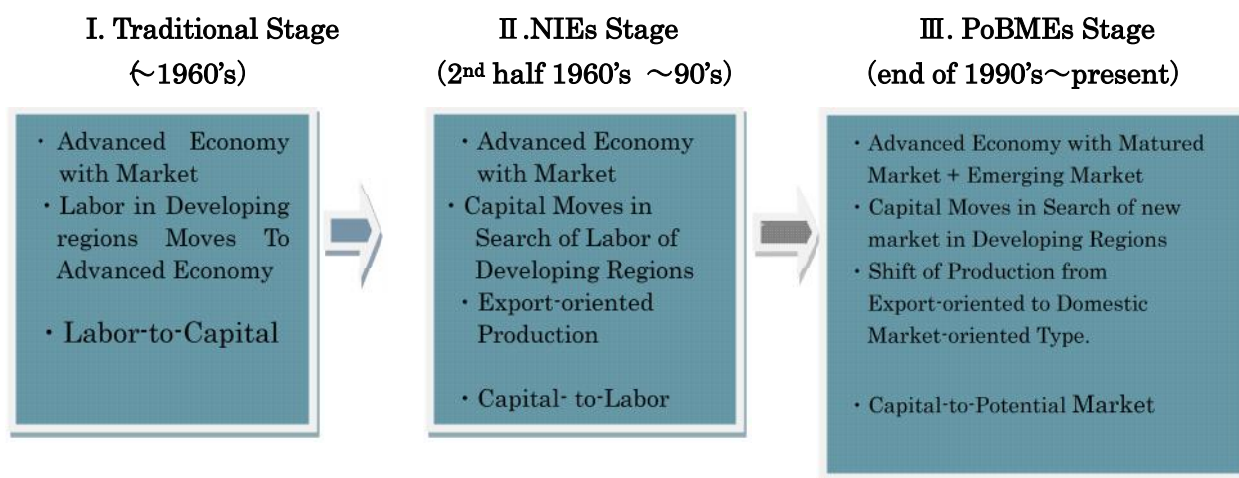 I. Traditional Stage
(～1960's)
・Advanced Economy
with Market
・Labor in Developing
regions Moves To
Advanced Economy
・Labor-to-Capital
Ⅱ.NIEs Stage
(2nd half 1960's ～90's)
・Advanced Economy
with Market
・Capital Moves in
Search of Labor of
Developing Regions
・Export-oriented
Production
・Capital- to-Labor
Ⅲ. PoBMEs Stage
(end of 1990's～present)
・Advanced Economy with Matured
Market + Emerging Market
・Capital Moves in Search of new
market in Developing Regions
・Shift of Production from
Export-oriented to Domestic
Market-oriented Type.
・Capital-to-Potential Market